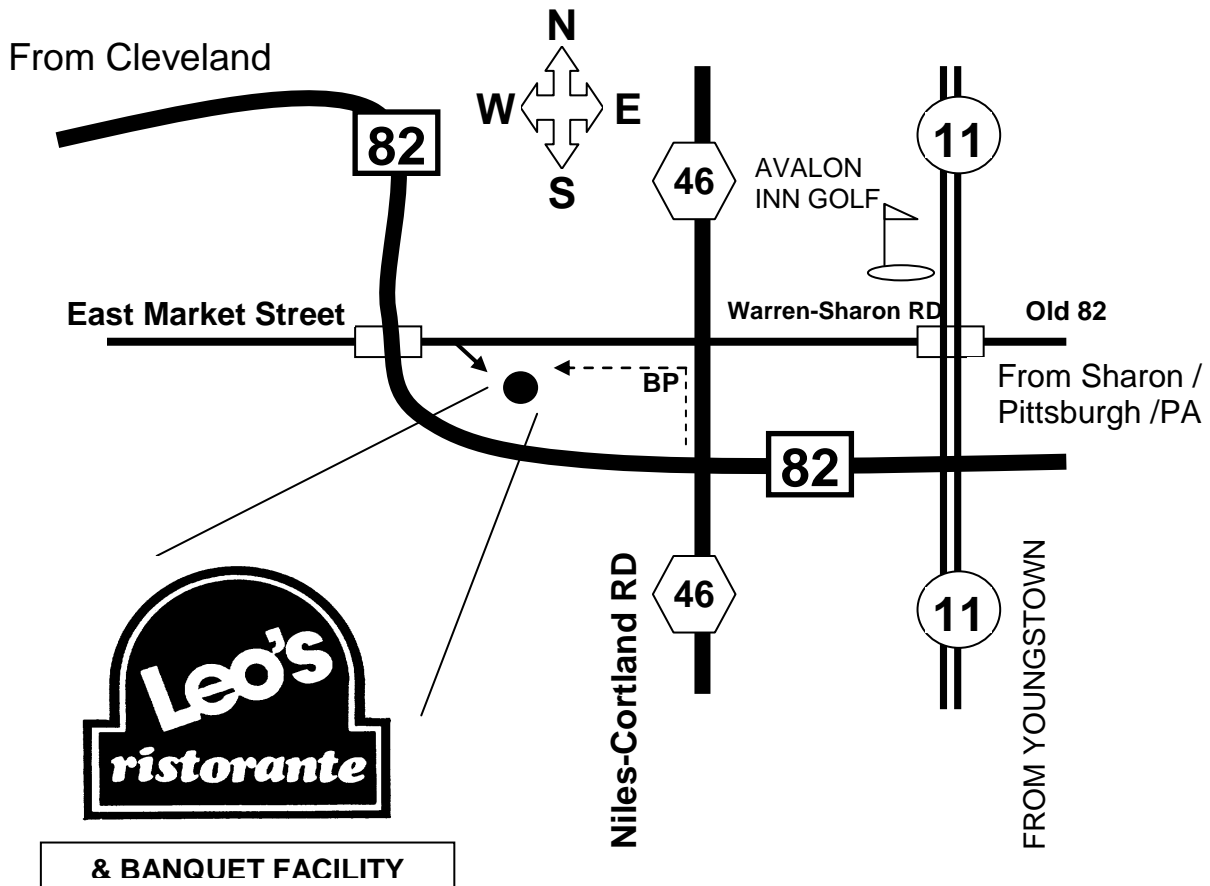 N
From Cleveland
W E
S
82
46
11
AVALON
INN GOLF
East Market Street
Warren-Sharon RD
Old 82
BP
From Sharon /
Pittsburgh /PA
82
Niles-Cortland RD
46
11
FROM YOUNGSTOWN
Leo's
ristorante
& BANQUET FACILITY